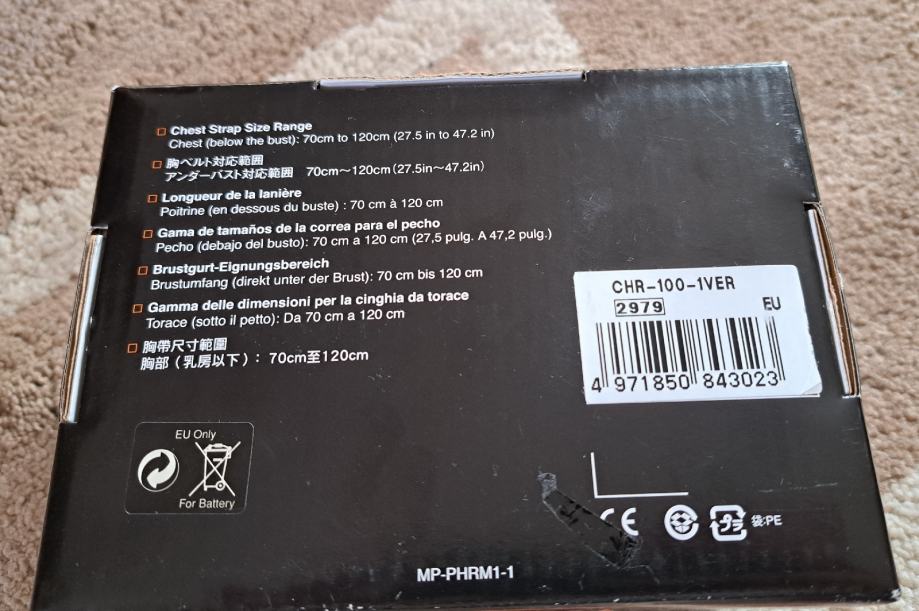 Chest Strap Size Range
Chest (below the bust): 70cm to 120cm (27.5 in to 47.2 in)
胸ベルト対応範囲
アンダーバスト対応範囲 70cm～120cm(27.5in～47.2in)
Longueur de la lanière
Poitrine (en dessous du buste) : 70 cm à 120 cm
Gama de tamaños de la correa para el pecho
Pecho (debajo del busto): 70 cm a 120 cm (27,5 pulg. A 47,2 pulg.)
Brustgurt-Eignungsbereich
Brustumfang (direkt unter der Brust): 70 cm bis 120 cm
Gamma delle dimensioni per la cinghia da torace
Torace (sotto il petto): Da 70 cm a 120 cm
胸帶尺寸範圍
胸部（乳房以下）: 70cm至120cm
CHR-100-1VER
2979 EU
4 971850 843023
EU Only
For Battery
CE プラ 袋:PE
MP-PHRM1-1